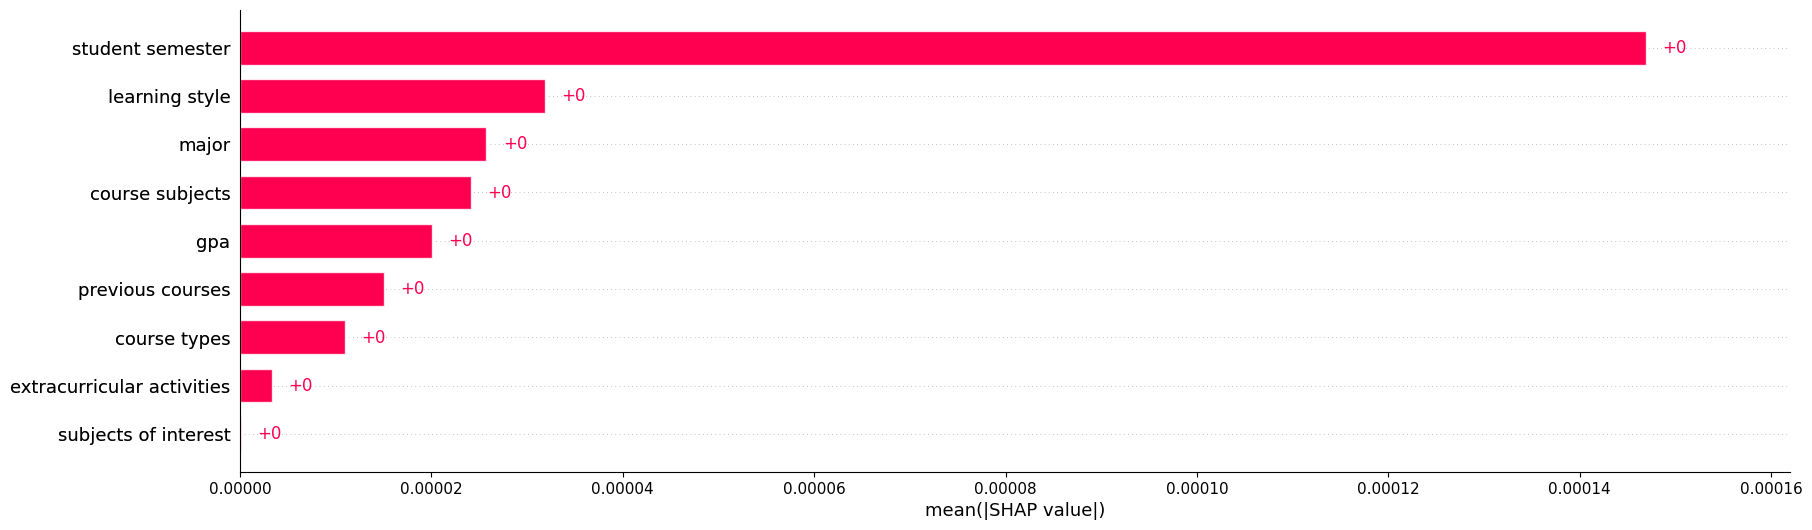 student semester +0
learning style +0
major +0
course subjects +0
gpa +0
previous courses +0
course types +0
extracurricular activities +0
subjects of interest +0
0.00000 0.00002 0.00004 0.00006 0.00008 0.00010 0.00012 0.00014 0.00016
mean(|SHAP value|)